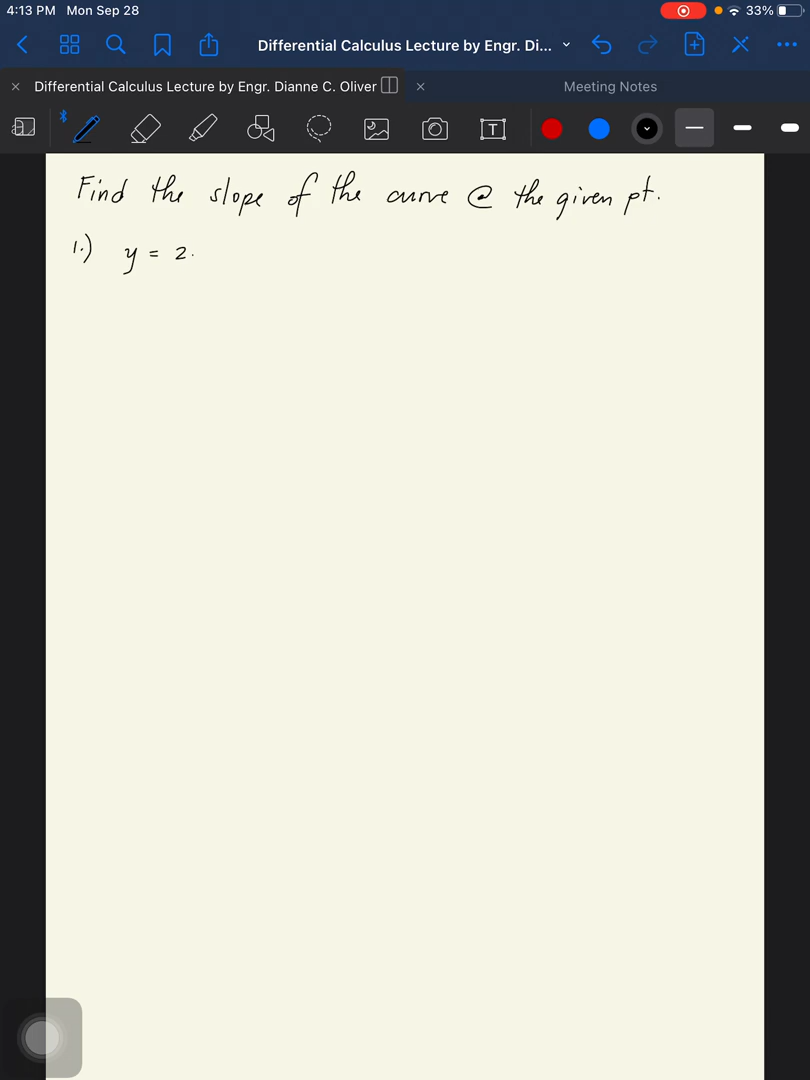 4:13 PM Mon Sep 28 33%
Differential Calculus Lecture by Engr. Di...
Differential Calculus Lecture by Engr. Dianne C. Oliver Meeting Notes
T
Find the slope of the curve @ the given pt.
1.) y = 2.